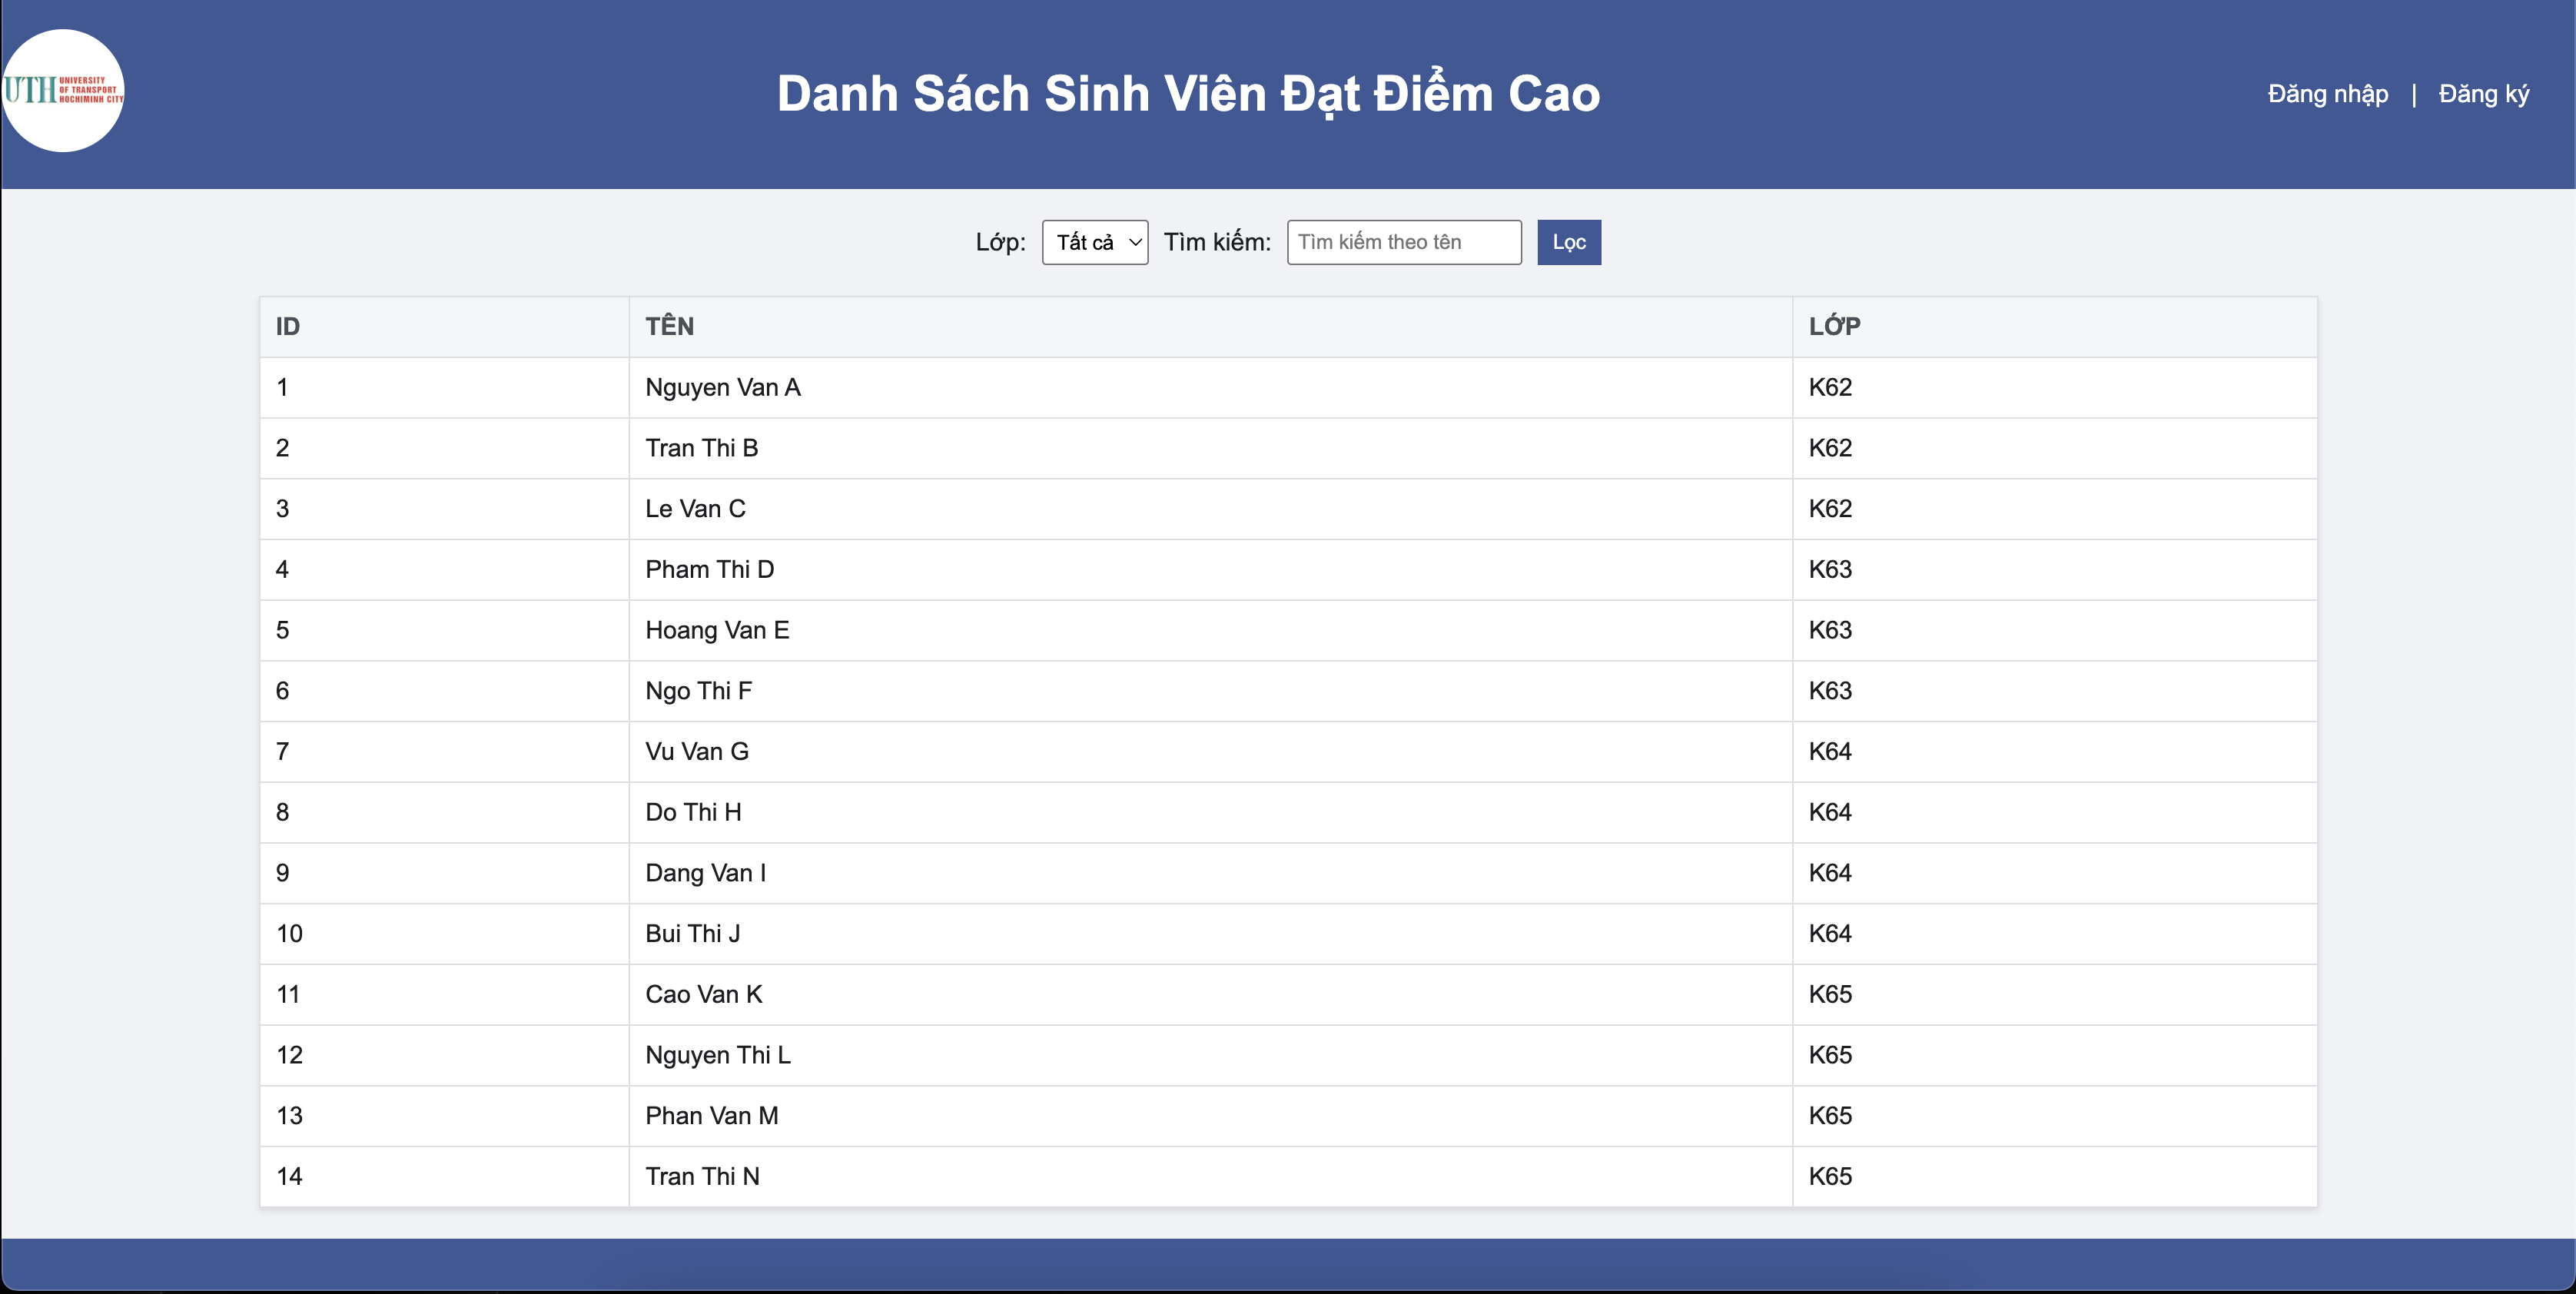 UTH UNIVERSITY
OF TRANSPORT
HOCHIMINH CITY
Danh Sách Sinh Viên Đạt Điểm Cao
Đăng nhập | Đăng ký
Lớp: Tất cả Tìm kiếm: Tìm kiếm theo tên Lọc
ID TÊN LỚP
1 Nguyen Van A K62
2 Tran Thi B K62
3 Le Van C K62
4 Pham Thi D K63
5 Hoang Van E K63
6 Ngo Thi F K63
7 Vu Van G K64
8 Do Thi H K64
9 Dang Van I K64
10 Bui Thi J K64
11 Cao Van K K65
12 Nguyen Thi L K65
13 Phan Van M K65
14 Tran Thi N K65